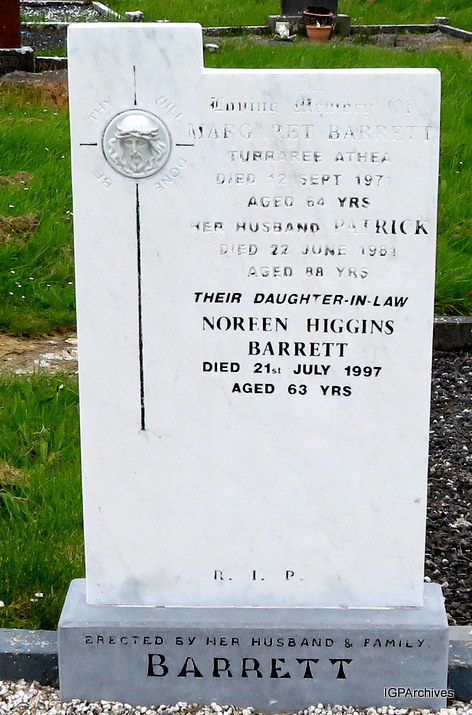 THY WILL
BE DONE
In
Loving Memory Of
MARGARET BARRETT
TURRAREE ATHEA
DIED 12 SEPT 1971
AGED 64 YRS
HER HUSBAND PATRICK
DIED 22 JUNE 1981
AGED 88 YRS
THEIR DAUGHTER-IN-LAW
NOREEN HIGGINS
BARRETT
DIED 21st JULY 1997
AGED 63 YRS
R. I. P.
ERECTED BY HER HUSBAND & FAMILY.
BARRETT
IGPArchives